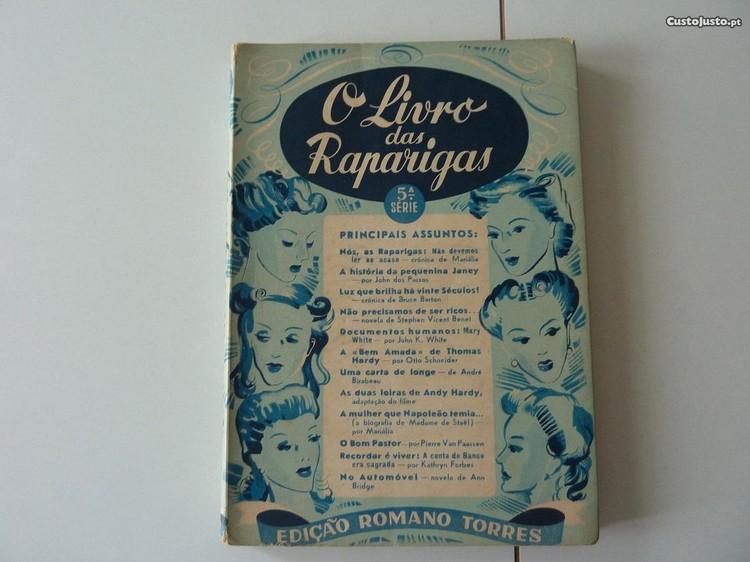 CustoJusto.pt
O Livro
das
Raparigas
5.ª
SÉRIE
PRINCIPAIS ASSUNTOS:
Nós, as Raparigas: Não devemos
ler ao acaso — crónica de Mariália
A história da pequenina Janey
— por John dos Passos
Luz que brilha há vinte Séculos!
— crónica de Bruce Barton
Não precisamos de ser ricos...
— novela de Stephen Vicent Benet
Documentos humanos: Mary
White — por John K. White
A «Bem Amada» de Thomas
Hardy — por Otto Schneider
Uma carta de longe — de André
Birabeau
As duas loiras de Andy Hardy,
adaptação do filme
A mulher que Napoleão temia...
(a biografia de Madame de Staël) —
por Mariália
O Bom Pastor — por Pierre Van Paassen
Recordar é viver: A conta do Banco
era sagrada — por Kathryn Forbes
No Automóvel — novela de Ann
Bridge
EDIÇÃO ROMANO TORRES